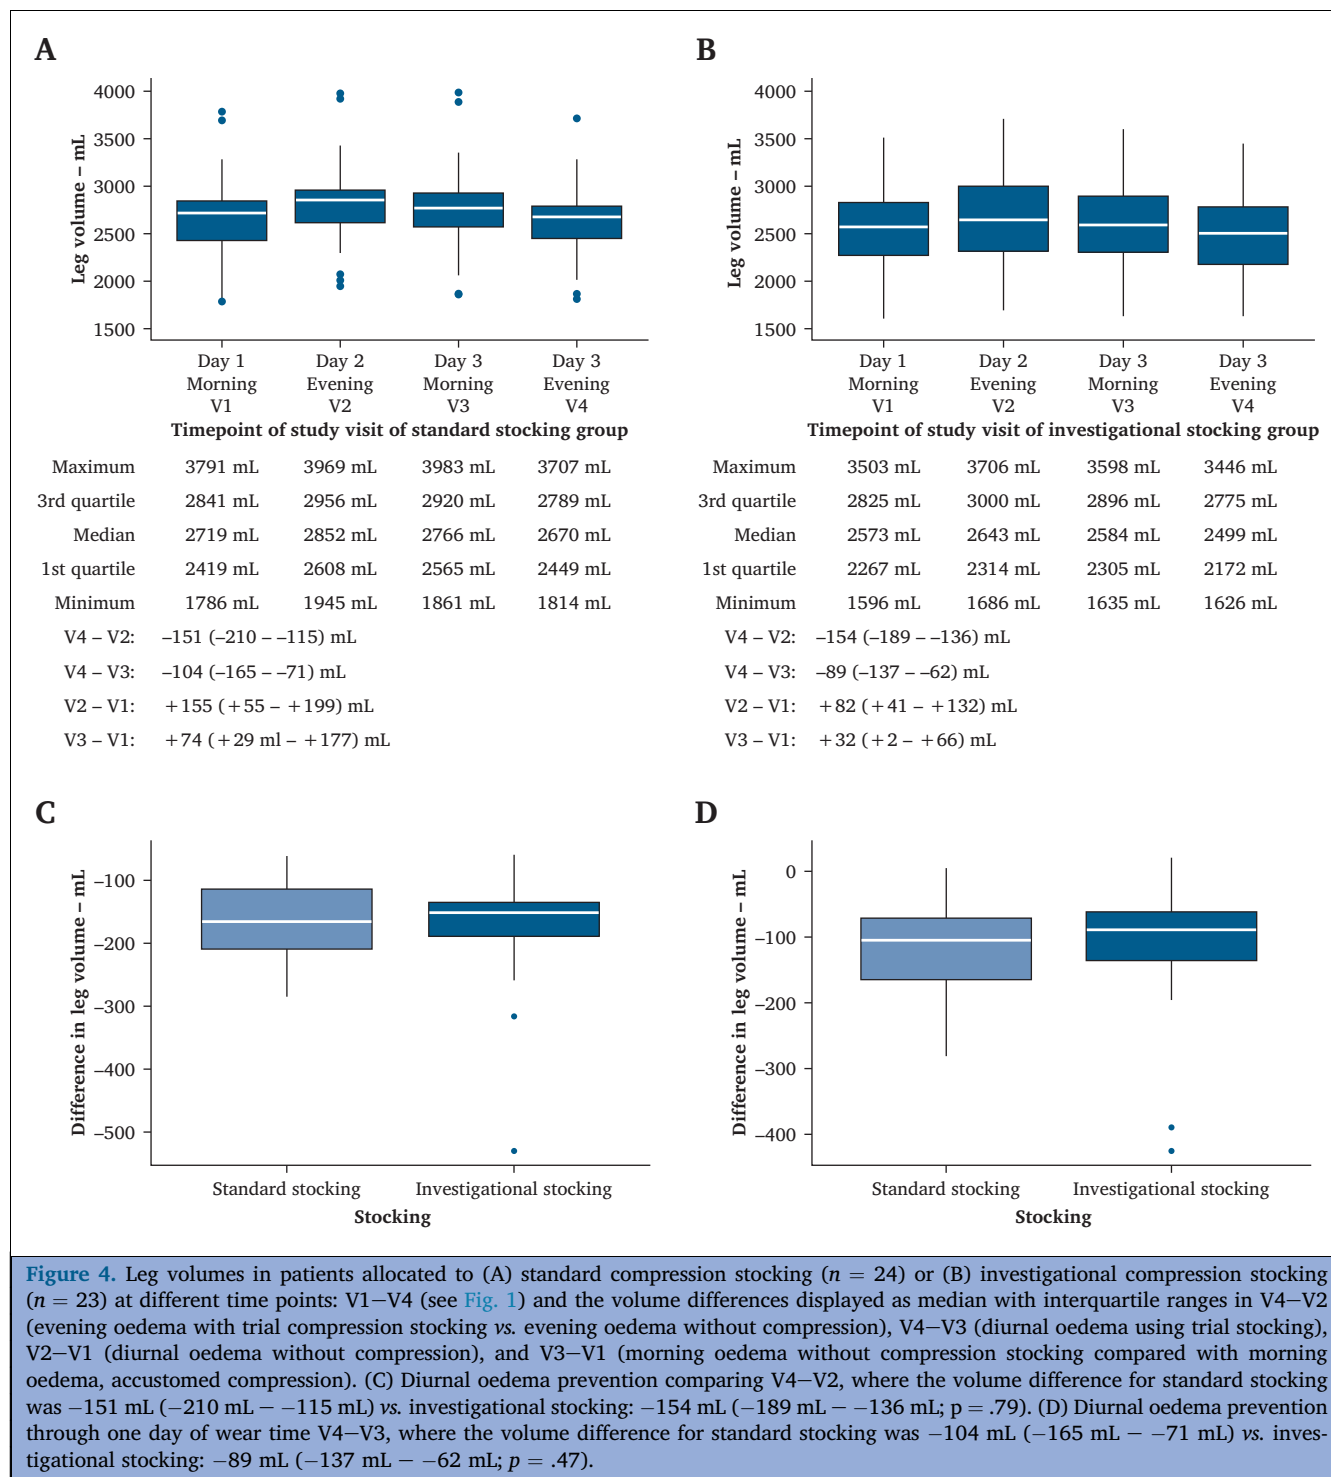 A
Leg volume – mL
4000
3500
3000
2500
2000
1500
Day 1 Day 2 Day 3 Day 3
Morning Evening Morning Evening
V1 V2 V3 V4
Timepoint of study visit of standard stocking group
Maximum 3791 mL 3969 mL 3983 mL 3707 mL
3rd quartile 2841 mL 2956 mL 2920 mL 2789 mL
Median 2719 mL 2852 mL 2766 mL 2670 mL
1st quartile 2419 mL 2608 mL 2565 mL 2449 mL
Minimum 1786 mL 1945 mL 1861 mL 1814 mL
V4 – V2: –151 (–210 – –115) mL
V4 – V3: –104 (–165 – –71) mL
V2 – V1: +155 (+55 – +199) mL
V3 – V1: +74 (+29 ml – +177) mL
B
Leg volume – mL
4000
3500
3000
2500
2000
1500
Day 1 Day 2 Day 3 Day 3
Morning Evening Morning Evening
V1 V2 V3 V4
Timepoint of study visit of investigational stocking group
Maximum 3503 mL 3706 mL 3598 mL 3446 mL
3rd quartile 2825 mL 3000 mL 2896 mL 2775 mL
Median 2573 mL 2643 mL 2584 mL 2499 mL
1st quartile 2267 mL 2314 mL 2305 mL 2172 mL
Minimum 1596 mL 1686 mL 1635 mL 1626 mL
V4 – V2: –154 (–189 – –136) mL
V4 – V3: –89 (–137 – –62) mL
V2 – V1: +82 (+41 – +132) mL
V3 – V1: +32 (+2 – +66) mL
C
Difference in leg volume – mL
–100
–200
–300
–400
–500
Standard stocking Investigational stocking
Stocking
D
Difference in leg volume – mL
0
–100
–200
–300
–400
Standard stocking Investigational stocking
Stocking
Figure 4. Leg volumes in patients allocated to (A) standard compression stocking (n = 24) or (B) investigational compression stocking
(n = 23) at different time points: V1–V4 (see Fig. 1) and the volume differences displayed as median with interquartile ranges in V4–V2
(evening oedema with trial compression stocking vs. evening oedema without compression), V4–V3 (diurnal oedema using trial stocking),
V2–V1 (diurnal oedema without compression), and V3–V1 (morning oedema without compression stocking compared with morning
oedema, accustomed compression). (C) Diurnal oedema prevention comparing V4–V2, where the volume difference for standard stocking
was −151 mL (−210 mL − −115 mL) vs. investigational stocking: −154 mL (−189 mL − −136 mL; p = .79). (D) Diurnal oedema prevention
through one day of wear time V4–V3, where the volume difference for standard stocking was −104 mL (−165 mL − −71 mL) vs. inves-
tigational stocking: −89 mL (−137 mL − −62 mL; p = .47).